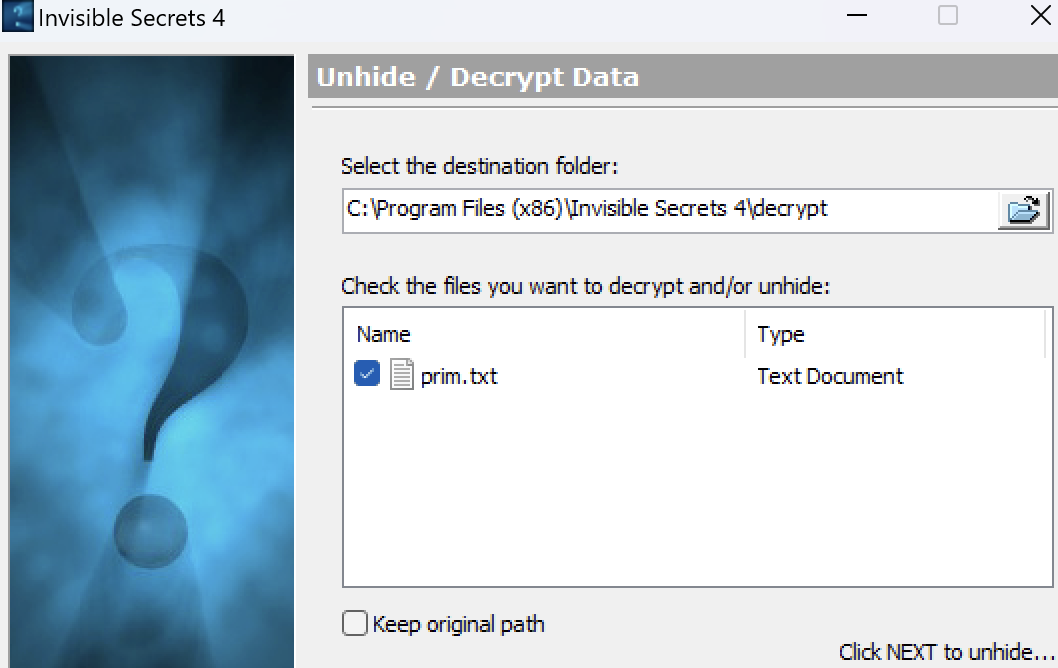 Invisible Secrets 4
Unhide / Decrypt Data
Select the destination folder:
C:\Program Files (x86)\Invisible Secrets 4\decrypt
Check the files you want to decrypt and/or unhide:
Name Type
prim.txt Text Document
Keep original path
Click NEXT to unhide...